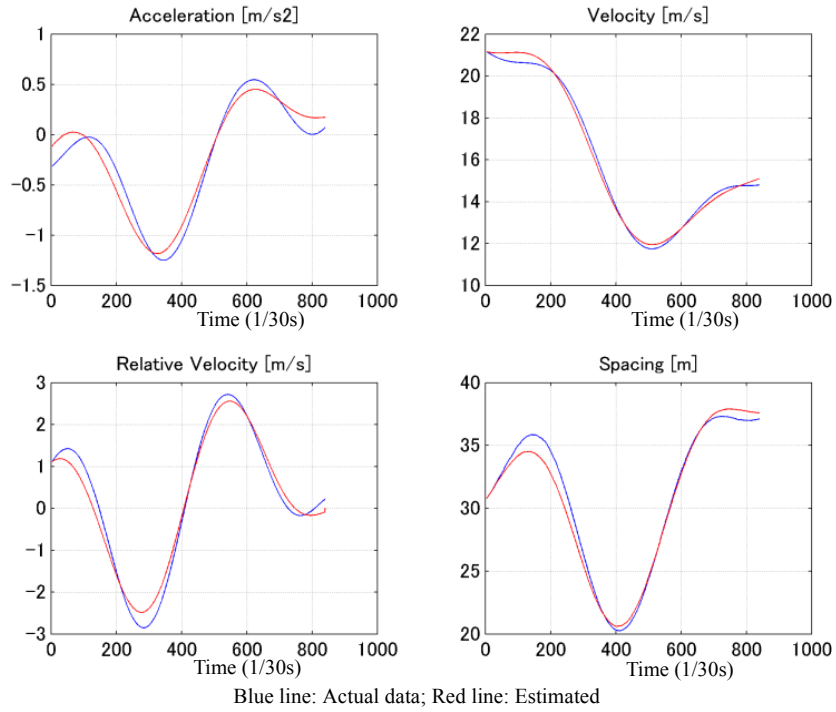 Acceleration [m/s2]
1
0.5
0
−0.5
−1
−1.5
0 200 400 600 800 1000
Time (1/30s)
Velocity [m/s]
22
20
18
16
14
12
10
0 200 400 600 800 1000
Time (1/30s)
Relative Velocity [m/s]
3
2
1
0
−1
−2
−3
0 200 400 600 800 1000
Time (1/30s)
Spacing [m]
40
35
30
25
20
0 200 400 600 800 1000
Time (1/30s)
Blue line: Actual data; Red line: Estimated